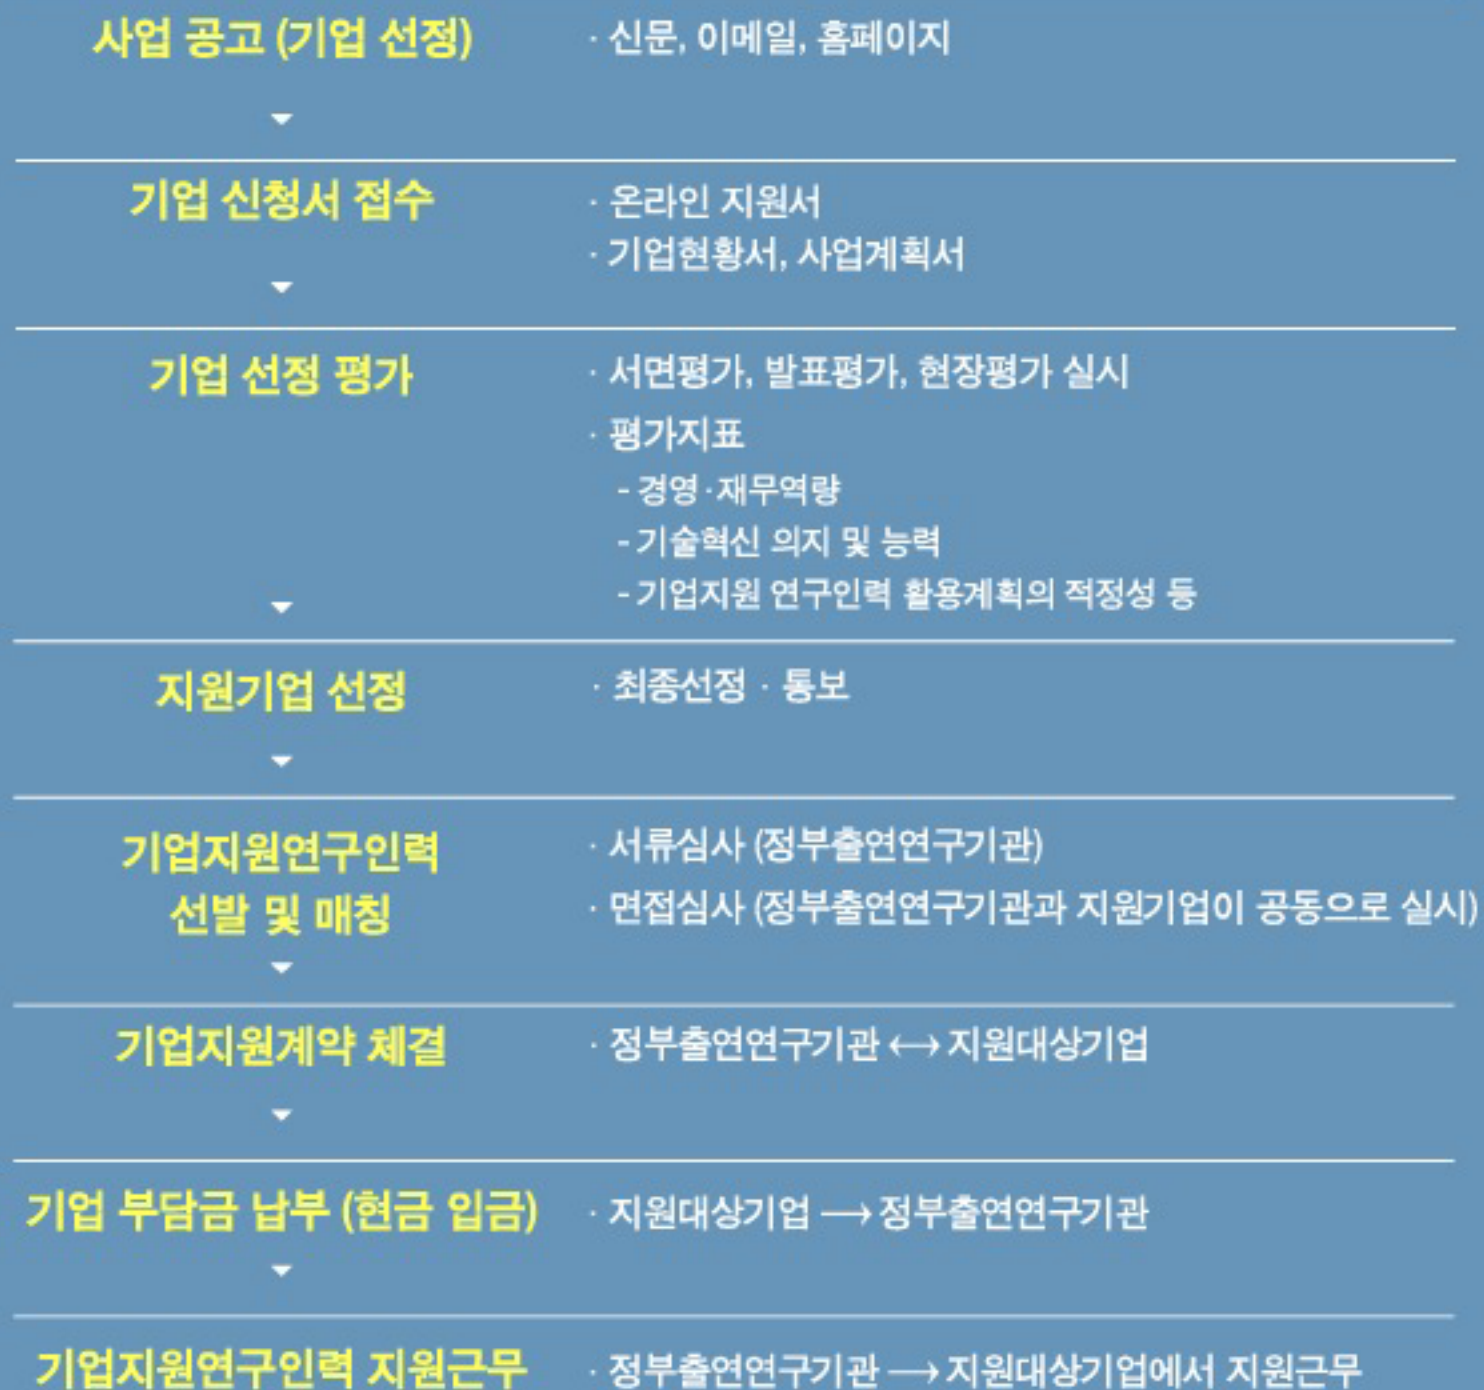 사업 공고 (기업 선정)
· 신문, 이메일, 홈페이지
기업 신청서 접수
· 온라인 지원서
· 기업현황서, 사업계획서
기업 선정 평가
· 서면평가, 발표평가, 현장평가 실시
· 평가지표
- 경영·재무역량
- 기술혁신 의지 및 능력
- 기업지원 연구인력 활용계획의 적정성 등
지원기업 선정
· 최종선정 · 통보
기업지원연구인력
선발 및 매칭
· 서류심사 (정부출연연구기관)
· 면접심사 (정부출연연구기관과 지원기업이 공동으로 실시)
기업지원계약 체결
· 정부출연연구기관 ↔ 지원대상기업
기업 부담금 납부 (현금 입금)
· 지원대상기업 → 정부출연연구기관
기업지원연구인력 지원근무
· 정부출연연구기관 → 지원대상기업에서 지원근무